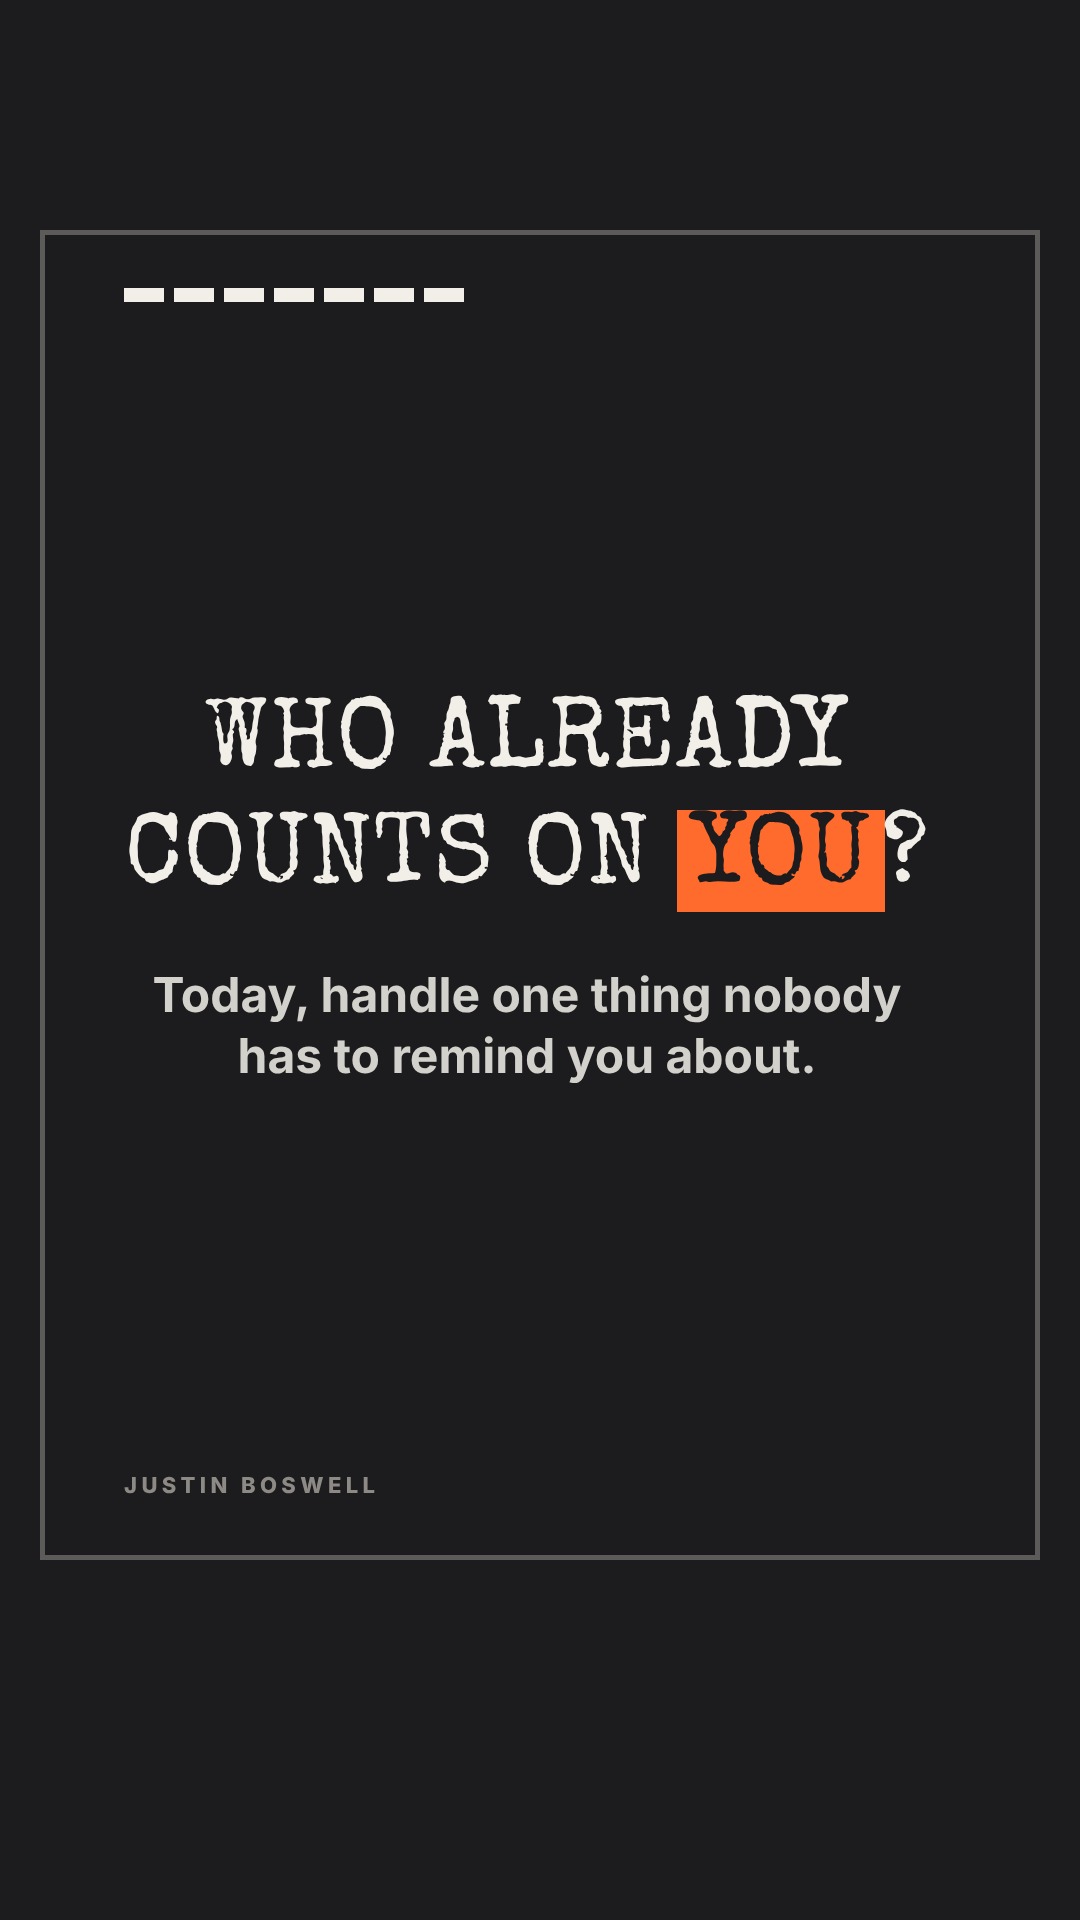 WHO ALREADY
COUNTS ON YOU?
Today, handle one thing nobody
has to remind you about.
JUSTIN BOSWELL